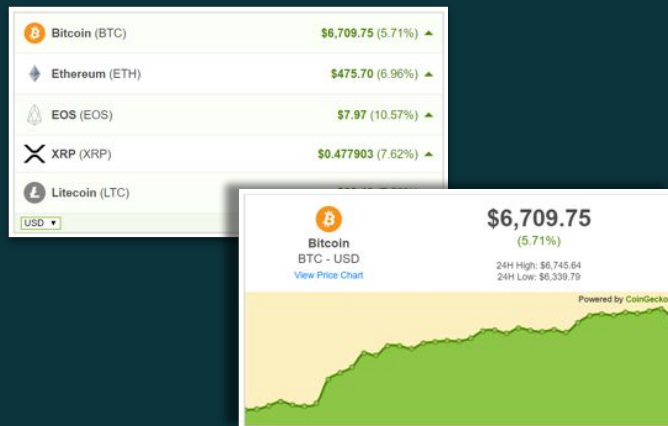 Bitcoin (BTC) $6,709.75 (5.71%) ▲
Ethereum (ETH) $475.70 (6.96%) ▲
EOS (EOS) $7.97 (10.57%) ▲
XRP (XRP) $0.477903 (7.62%) ▲
Litecoin (LTC)
USD ▼
Bitcoin
BTC - USD
View Price Chart
$6,709.75
(5.71%)
24H High: $6,745.64
24H Low: $6,339.79
Powered by CoinGecko